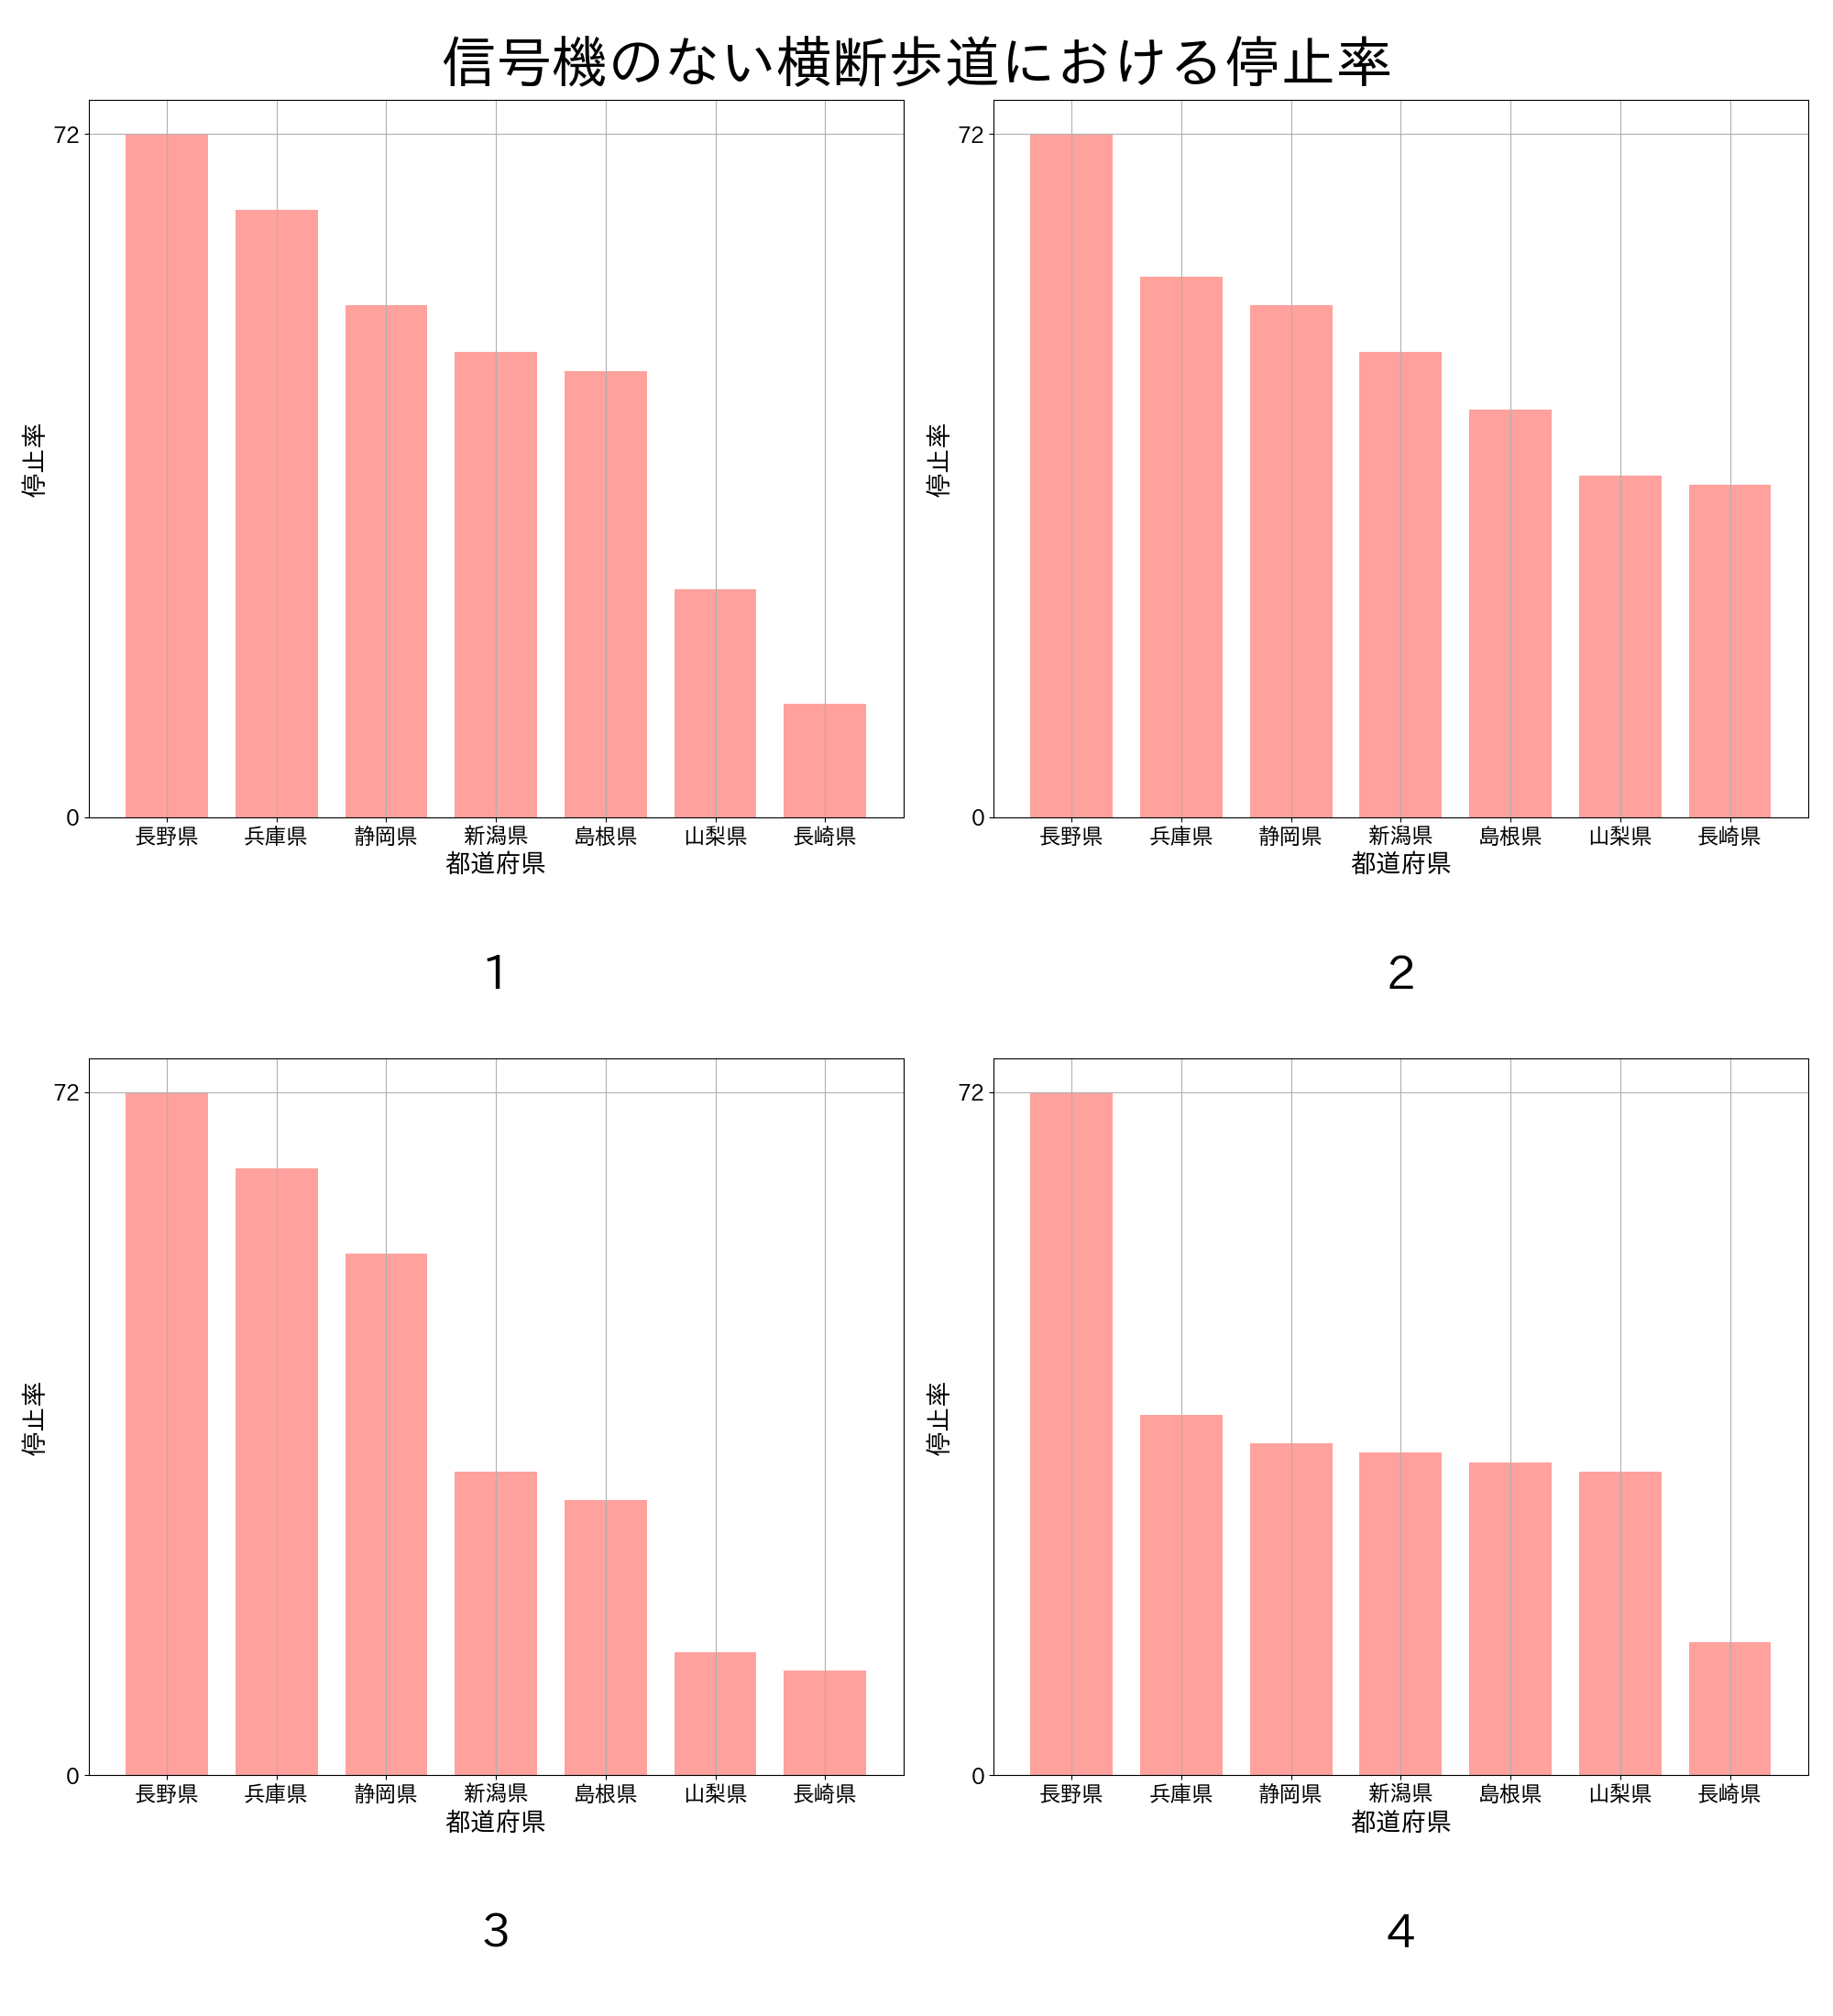 信号機のない横断歩道における停止率
72
停止率
0
長野県 兵庫県 静岡県 新潟県 島根県 山梨県 長崎県
都道府県
1
72
停止率
0
長野県 兵庫県 静岡県 新潟県 島根県 山梨県 長崎県
都道府県
2
72
停止率
0
長野県 兵庫県 静岡県 新潟県 島根県 山梨県 長崎県
都道府県
3
72
停止率
0
長野県 兵庫県 静岡県 新潟県 島根県 山梨県 長崎県
都道府県
4